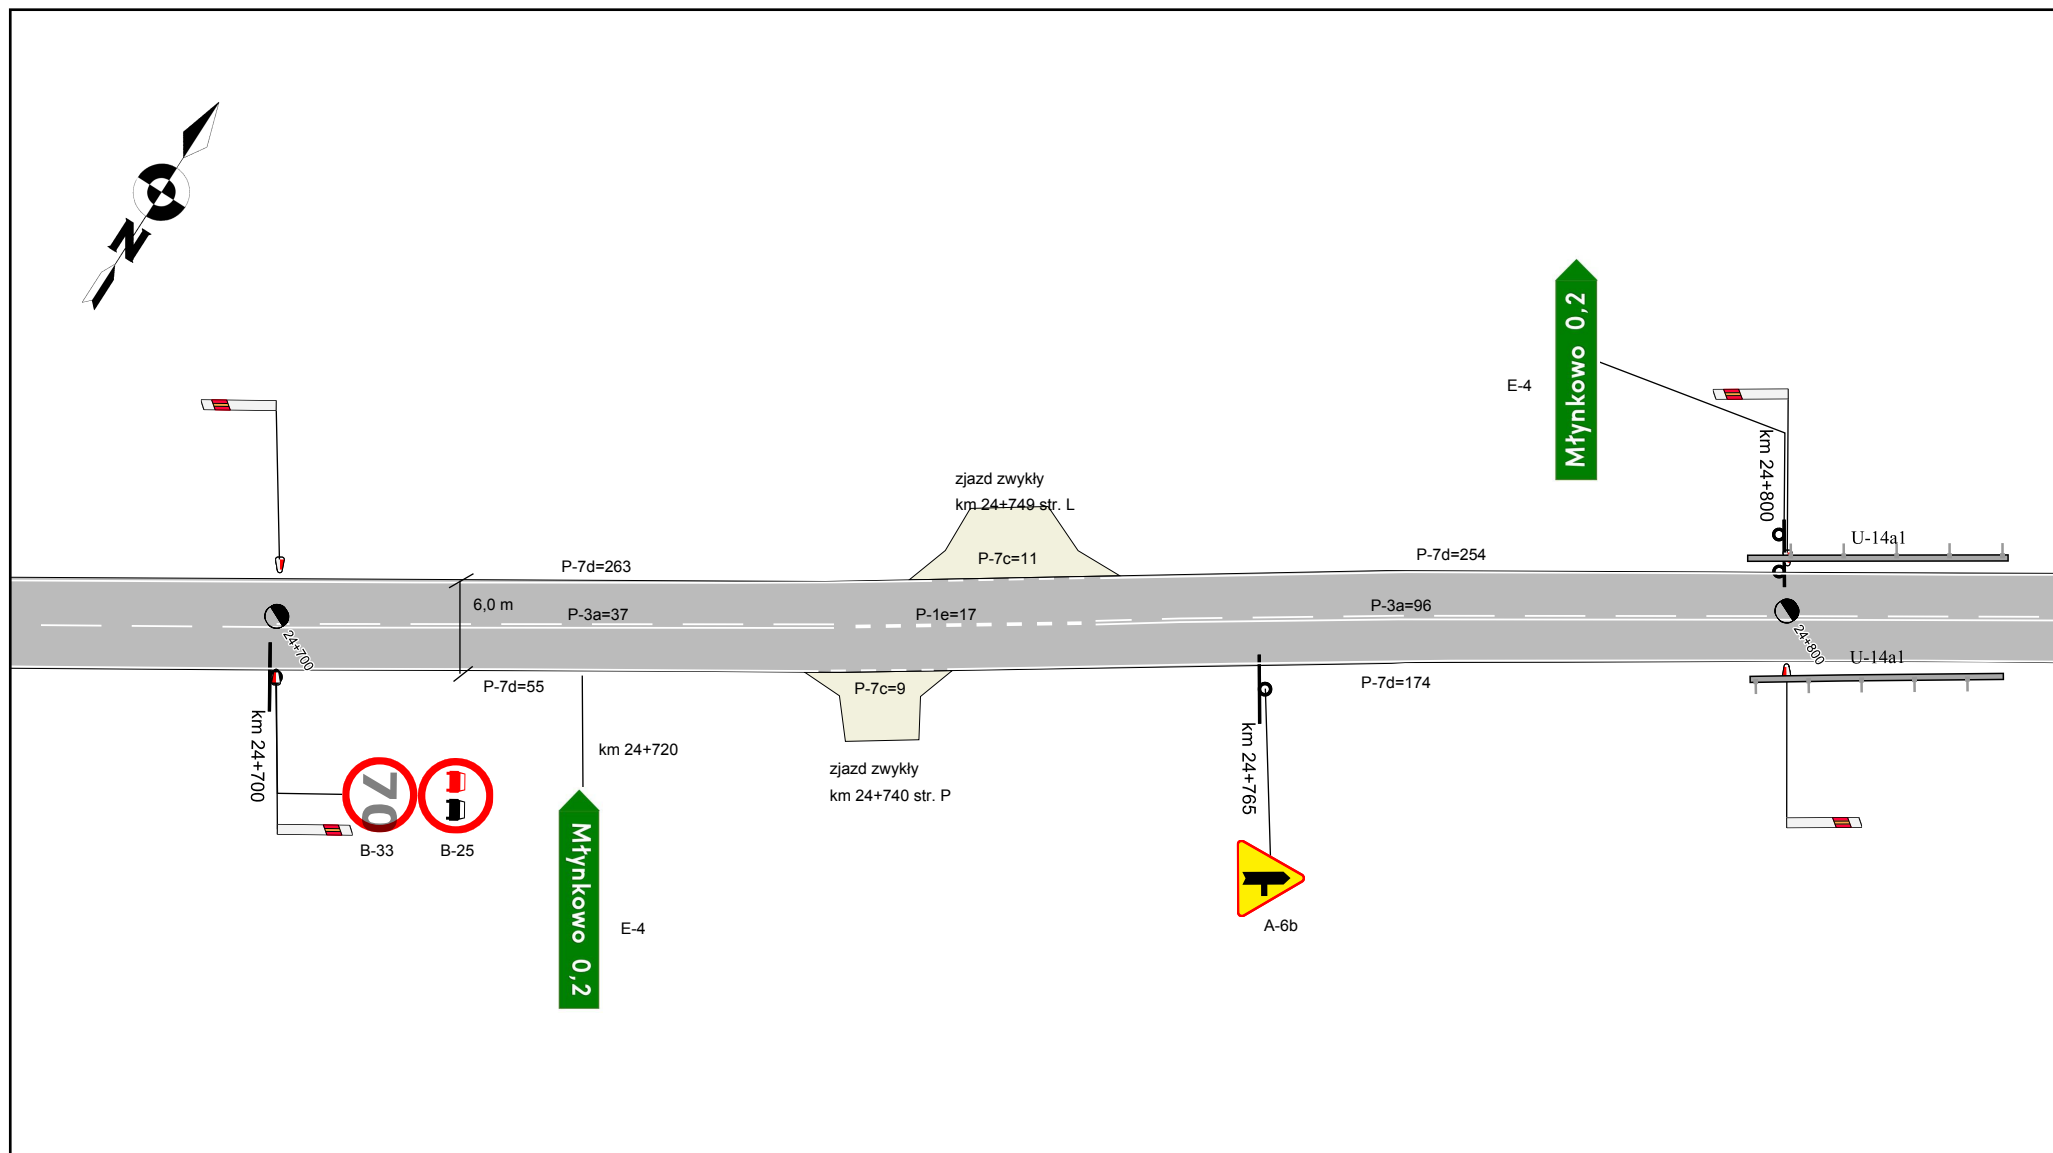 N
Młynkowo 0,2
E-4
km 24+800
zjazd zwykły
km 24+749 str. L
U-14a1
P-7d=263
P-7c=11
P-7d=254
6,0 m
P-3a=37
P-1e=17
P-3a=96
24+700
24+800
U-14a1
P-7d=55
P-7c=9
P-7d=174
km 24+700
km 24+720
zjazd zwykły
km 24+740 str. P
km 24+765
70
B-33
B-25
Młynkowo 0,2
E-4
A-6b